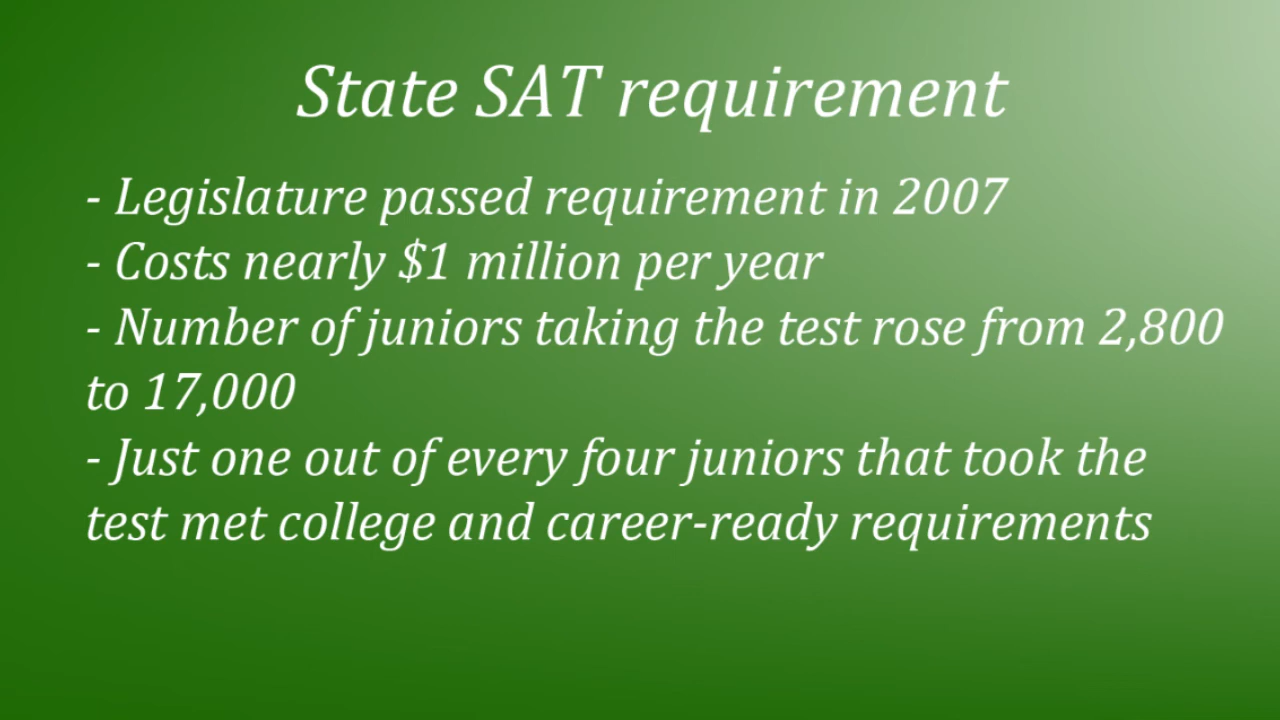 State SAT requirement
- Legislature passed requirement in 2007
- Costs nearly $1 million per year
- Number of juniors taking the test rose from 2,800
to 17,000
- Just one out of every four juniors that took the
test met college and career-ready requirements